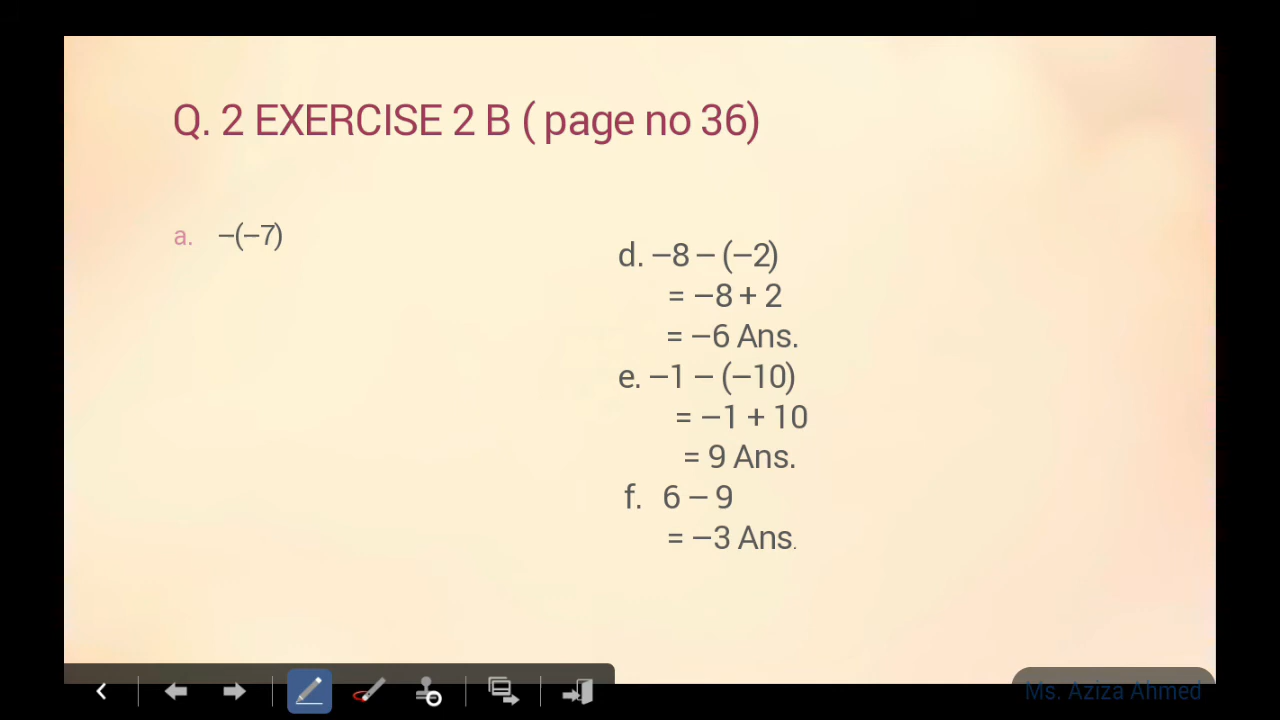 Q. 2 EXERCISE 2 B ( page no 36)
a. –(–7)
d. –8 – (–2)
= –8 + 2
= –6 Ans.
e. –1 – (–10)
= –1 + 10
= 9 Ans.
f. 6 – 9
= –3 Ans.
Ms. Aziza Ahmed